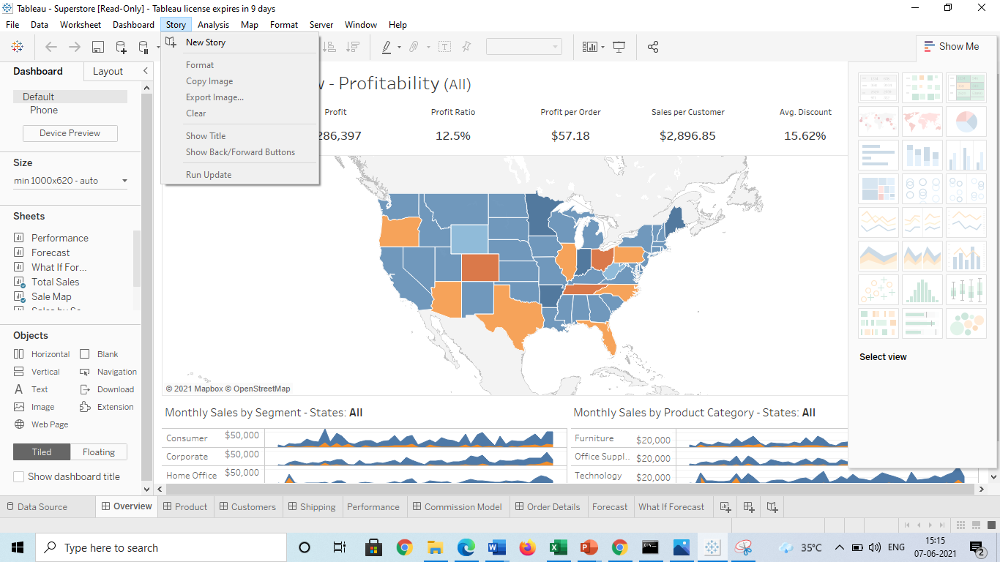 Tableau - Superstore [Read-Only] - Tableau license expires in 9 days
File Data Worksheet Dashboard Story Analysis Map Format Server Window Help
New Story
Format
Copy Image
Export Image...
Clear
Show Title
Show Back/Forward Buttons
Run Update
Show Me
Dashboard Layout
Default
Phone
Device Preview
Size
min 1000x620 - auto
Sheets
Performance
Forecast
What If For...
Total Sales
Sale Map
Objects
Horizontal Blank
Vertical Navigation
Text Download
Image Extension
Web Page
Tiled Floating
Show dashboard title
- Profitability (All)
Profit Profit Ratio Profit per Order Sales per Customer Avg. Discount
286,397 12.5% $57.18 $2,896.85 15.62%
© 2021 Mapbox © OpenStreetMap
Monthly Sales by Segment - States: All
Consumer $50,000
Corporate $50,000
Home Office $50,000
Monthly Sales by Product Category - States: All
Furniture $20,000
Office Suppl.. $20,000
Technology $20,000
Select view
Data Source Overview Product Customers Shipping Performance Commission Model Order Details Forecast What If Forecast
Type here to search
35°C ENG 15:15
07-06-2021
2